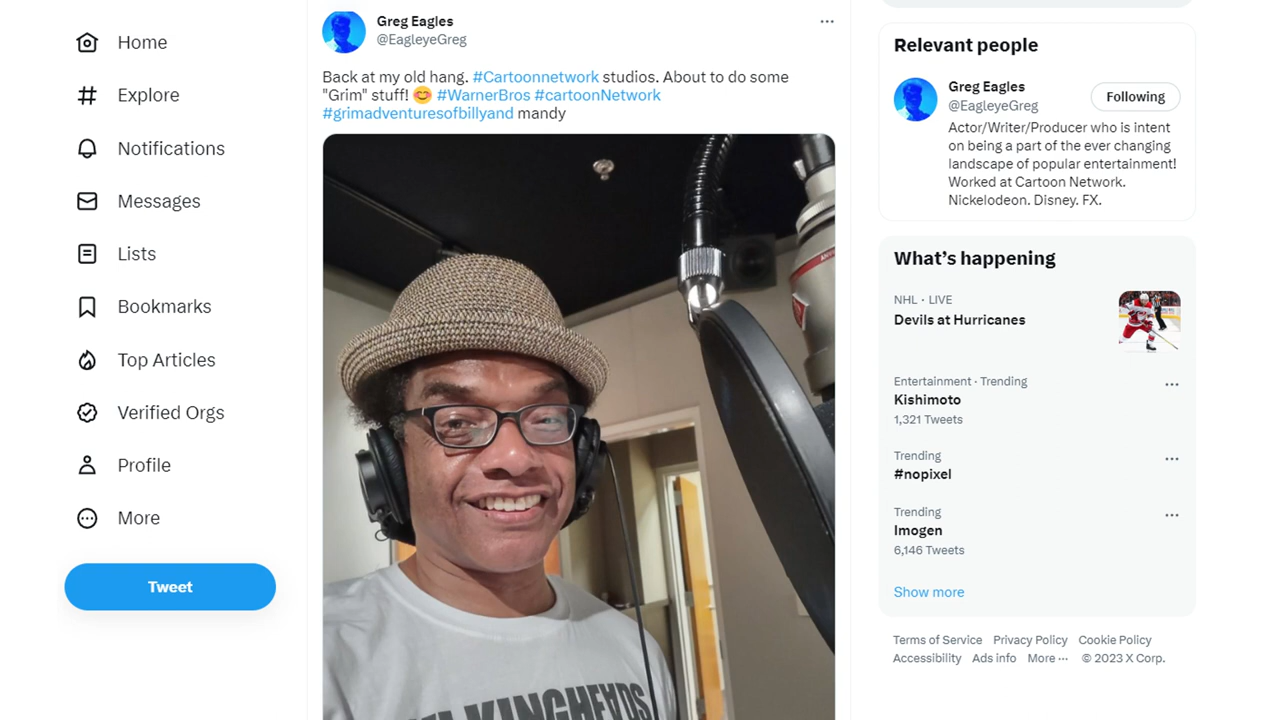 Home
Explore
Notifications
Messages
Lists
Bookmarks
Top Articles
Verified Orgs
Profile
More
Tweet
Greg Eagles
@EagleyeGreg
Back at my old hang. #Cartoonnetwork studios. About to do some
"Grim" stuff! 😊 #WarnerBros #cartoonNetwork
#grimadventuresofbillyand mandy
LKINGHEADS
Relevant people
Greg Eagles
@EagleyeGreg
Following
Actor/Writer/Producer who is intent
on being a part of the ever changing
landscape of popular entertainment!
Worked at Cartoon Network.
Nickelodeon. Disney. FX.
What's happening
NHL · LIVE
Devils at Hurricanes
Entertainment · Trending
Kishimoto
1,321 Tweets
Trending
#nopixel
Trending
Imogen
6,146 Tweets
Show more
Terms of Service Privacy Policy Cookie Policy
Accessibility Ads info More ··· © 2023 X Corp.